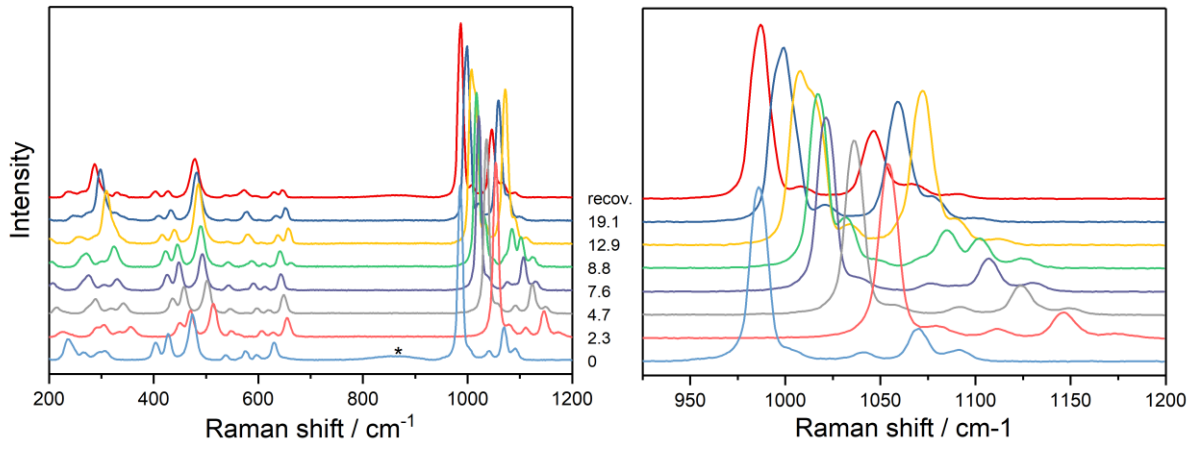 Intensity
*
recov.
19.1
12.9
8.8
7.6
4.7
2.3
0
200 400 600 800 1000 1200
Raman shift / cm-1
950 1000 1050 1100 1150 1200
Raman shift / cm-1